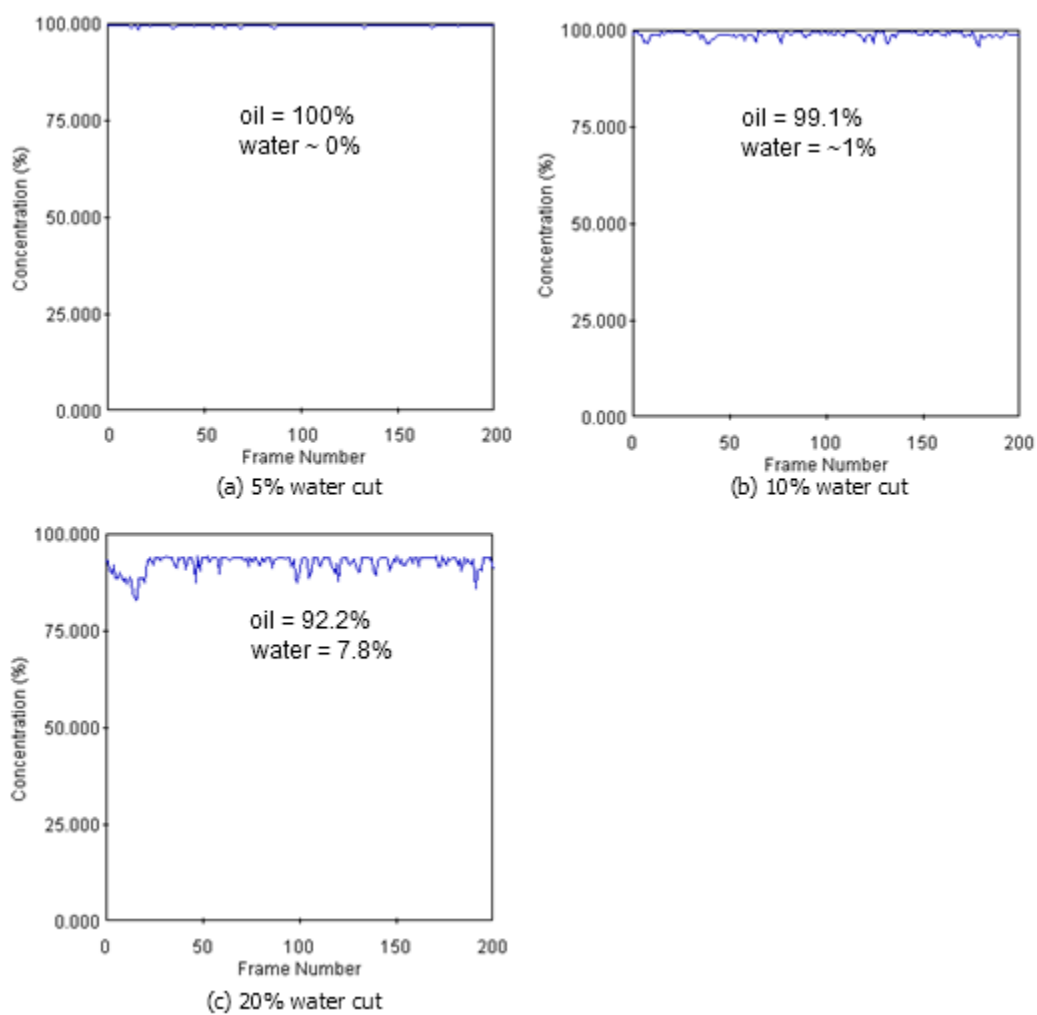 100.000
75.000
50.000
25.000
0.000
Concentration (%)
oil = 100%
water ~ 0%
0 50 100 150 200
Frame Number
(a) 5% water cut
100.000
75.000
50.000
25.000
0.000
Concentration (%)
oil = 99.1%
water = ~1%
0 50 100 150 200
Frame Number
(b) 10% water cut
100.000
75.000
50.000
25.000
0.000
Concentration (%)
oil = 92.2%
water = 7.8%
0 50 100 150 200
Frame Number
(c) 20% water cut